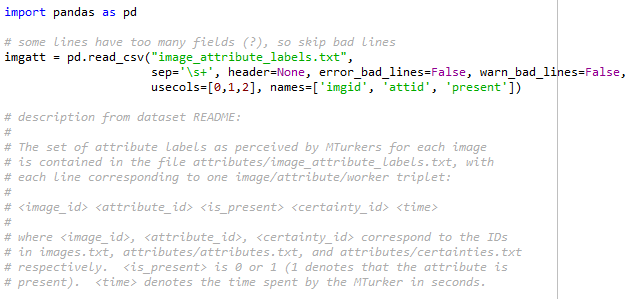 import pandas as pd
# some lines have too many fields (?), so skip bad lines
imgatt = pd.read_csv("image_attribute_labels.txt",
sep='\s+', header=None, error_bad_lines=False, warn_bad_lines=False,
usecols=[0,1,2], names=['imgid', 'attid', 'present'])
# description from dataset README:
#
# The set of attribute labels as perceived by MTurkers for each image
# is contained in the file attributes/image_attribute_labels.txt, with
# each line corresponding to one image/attribute/worker triplet:
#
# <image_id> <attribute_id> <is_present> <certainty_id> <time>
#
# where <image_id>, <attribute_id>, <certainty_id> correspond to the IDs
# in images.txt, attributes/attributes.txt, and attributes/certainties.txt
# respectively.  <is_present> is 0 or 1 (1 denotes that the attribute is
# present).  <time> denotes the time spent by the MTurker in seconds.